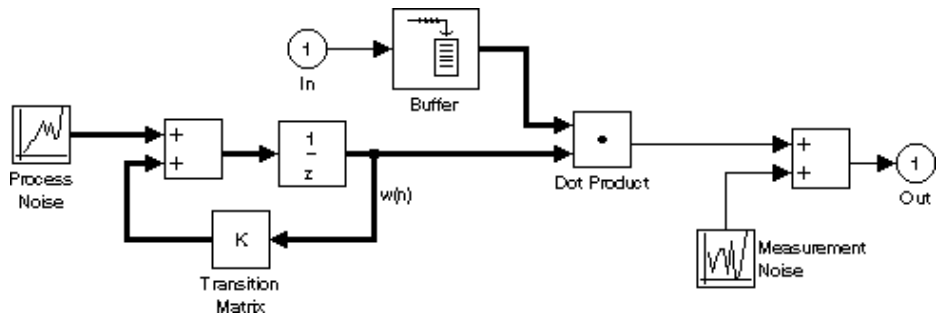 1
In
Buffer
Process
Noise
+
+
1
z
w(n)
K
Transition
Matrix
Dot Product
+
+
1
Out
Measurement
Noise